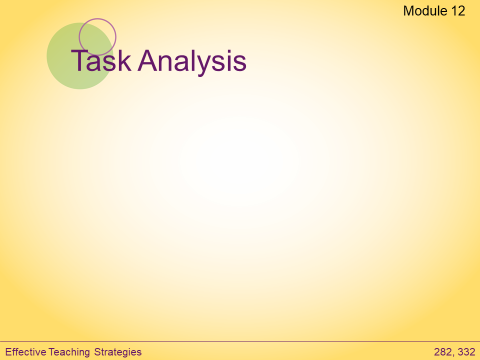 Module 12
Task Analysis
Effective Teaching Strategies
282, 332